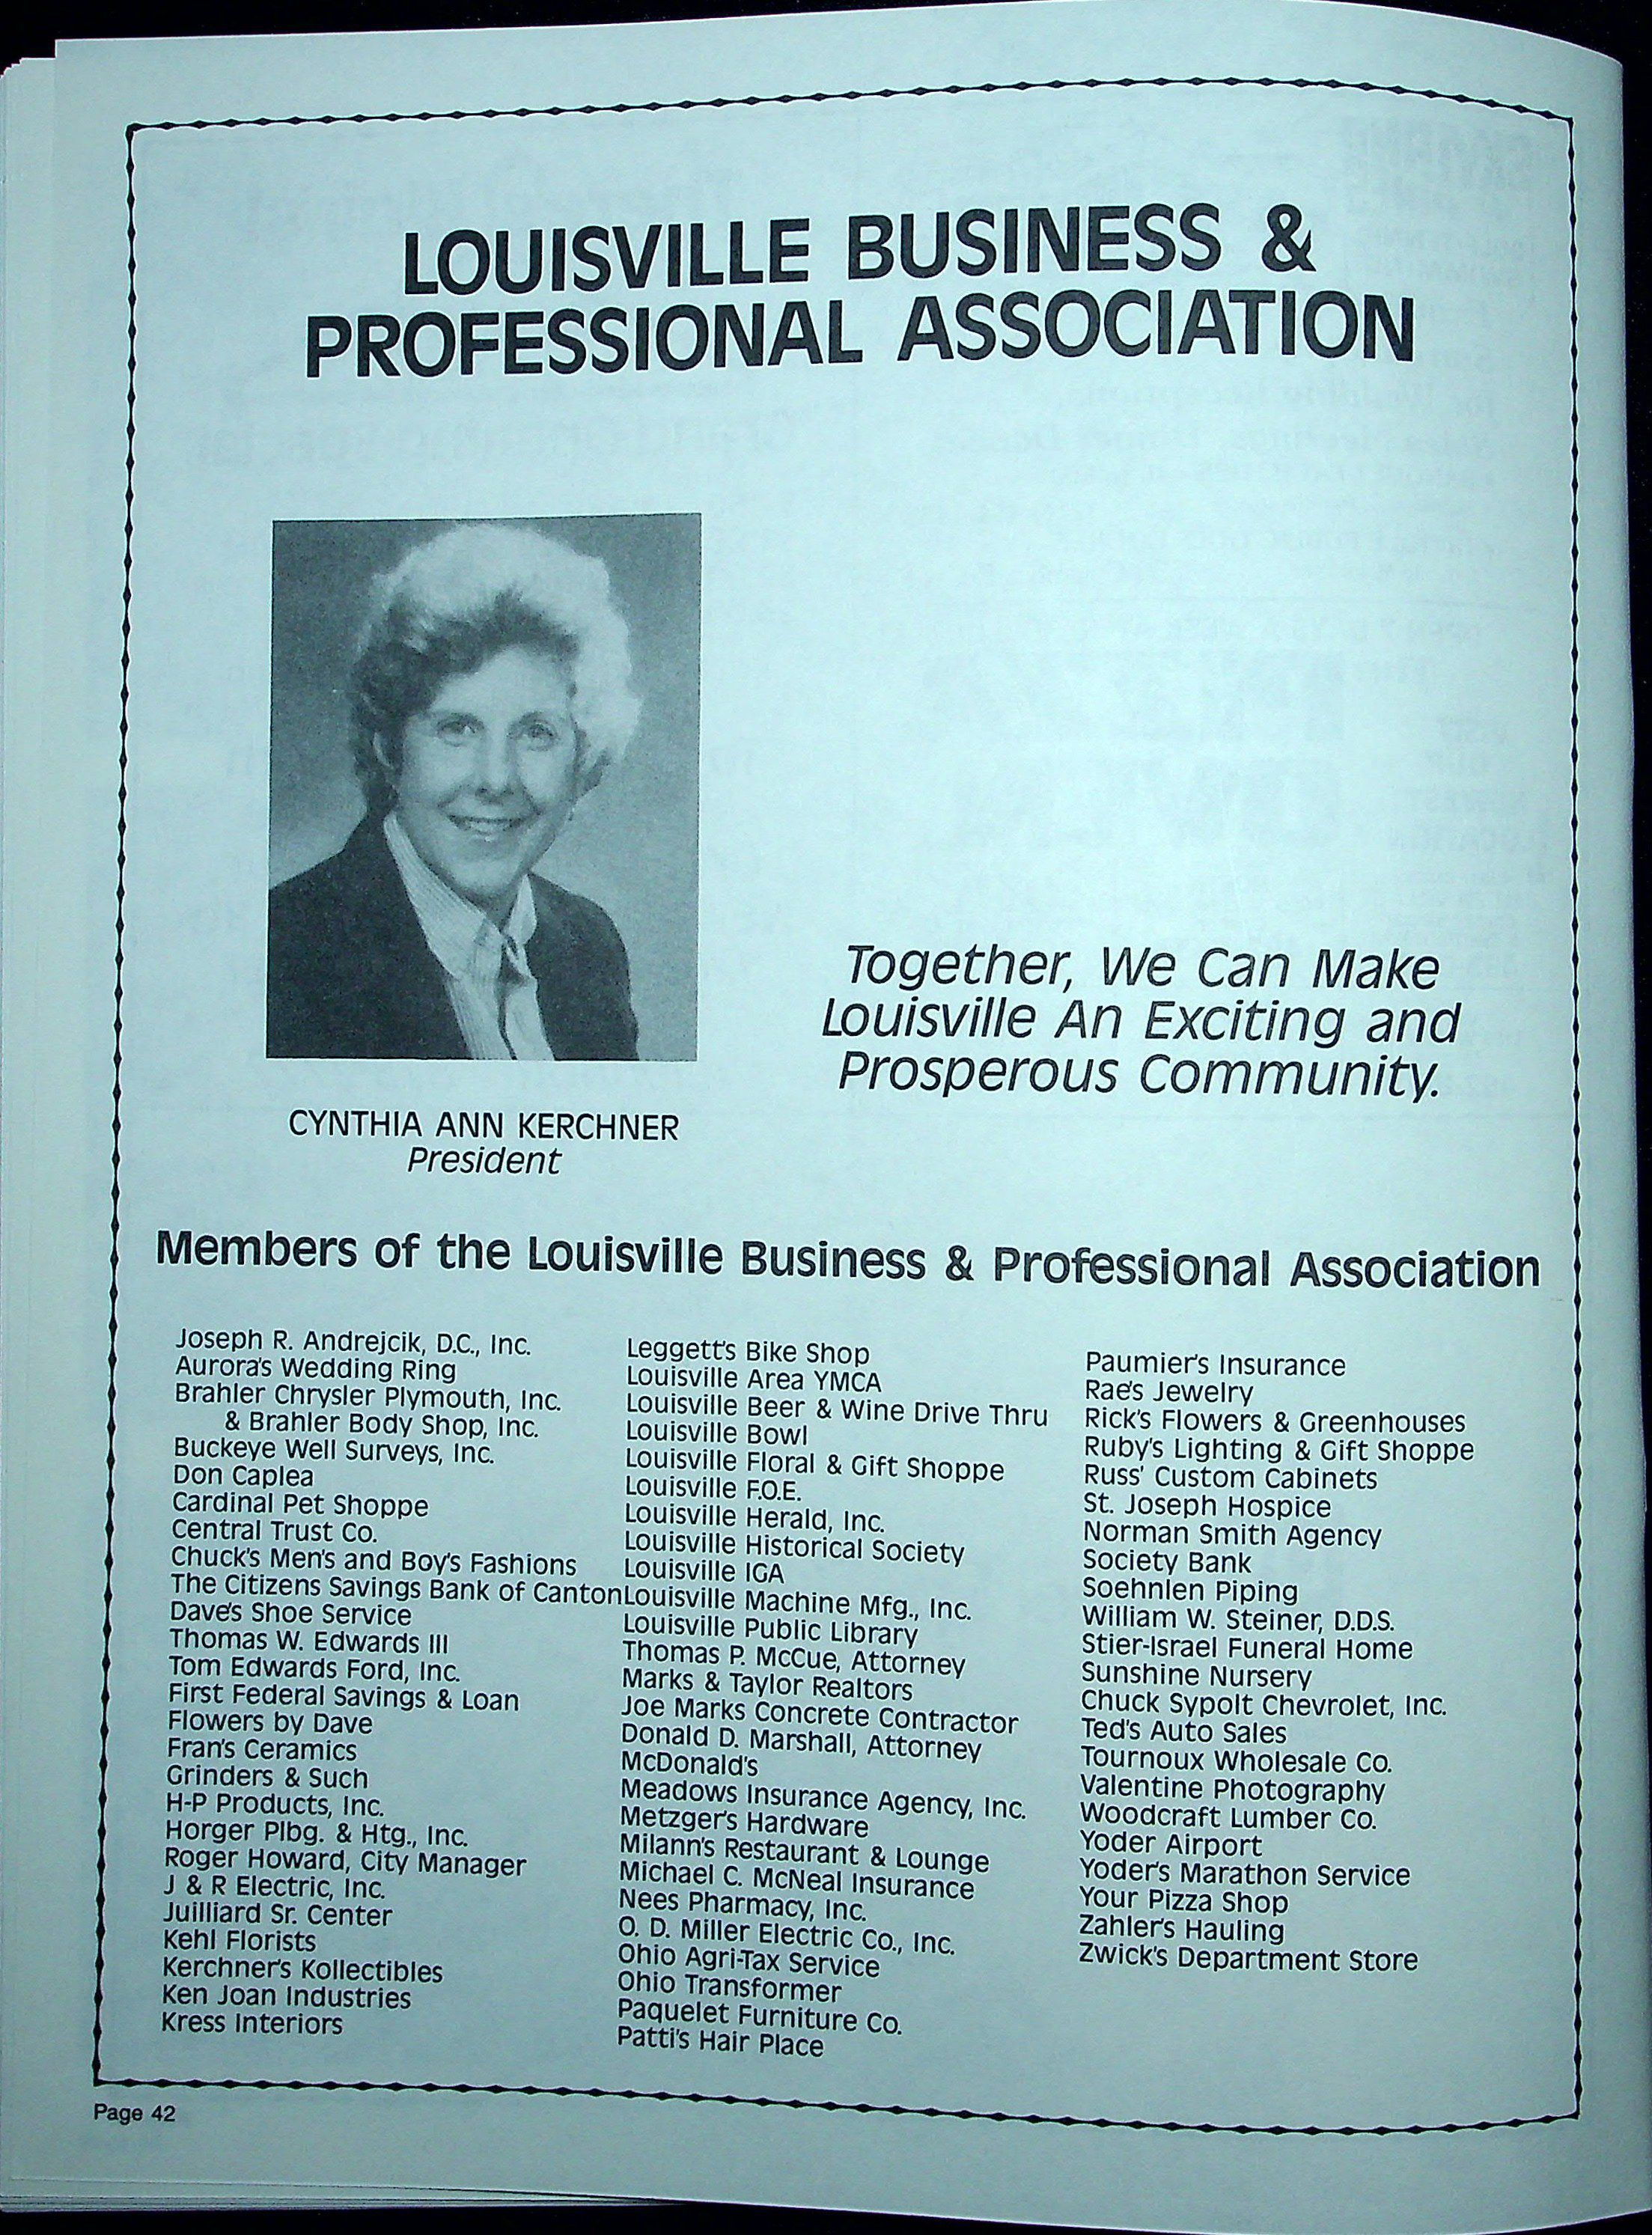 LOUISVILLE BUSINESS &
PROFESSIONAL ASSOCIATION
CYNTHIA ANN KERCHNER
President
Together, We Can Make
Louisville An Exciting and
Prosperous Community.
Members of the Louisville Business & Professional Association
Joseph R. Andrejcik, D.C., Inc.
Aurora's Wedding Ring
Brahler Chrysler Plymouth, Inc.
& Brahler Body Shop, Inc.
Buckeye Well Surveys, Inc.
Don Caplea
Cardinal Pet Shoppe
Central Trust Co.
Chuck's Men's and Boy's Fashions
The Citizens Savings Bank of Canton
Dave's Shoe Service
Thomas W. Edwards III
Tom Edwards Ford, Inc.
First Federal Savings & Loan
Flowers by Dave
Fran's Ceramics
Grinders & Such
H-P Products, Inc.
Horger Plbg. & Htg., Inc.
Roger Howard, City Manager
J & R Electric, Inc.
Juilliard Sr. Center
Kehl Florists
Kerchner's Kollectibles
Ken Joan Industries
Kress Interiors
Leggett's Bike Shop
Louisville Area YMCA
Louisville Beer & Wine Drive Thru
Louisville Bowl
Louisville Floral & Gift Shoppe
Louisville F.O.E.
Louisville Herald, Inc.
Louisville Historical Society
Louisville IGA
Louisville Machine Mfg., Inc.
Louisville Public Library
Thomas P. McCue, Attorney
Marks & Taylor Realtors
Joe Marks Concrete Contractor
Donald D. Marshall, Attorney
McDonald's
Meadows Insurance Agency, Inc.
Metzger's Hardware
Milann's Restaurant & Lounge
Michael C. McNeal Insurance
Nees Pharmacy, Inc.
O. D. Miller Electric Co., Inc.
Ohio Agri-Tax Service
Ohio Transformer
Paquelet Furniture Co.
Patti's Hair Place
Paumier's Insurance
Rae's Jewelry
Rick's Flowers & Greenhouses
Ruby's Lighting & Gift Shoppe
Russ' Custom Cabinets
St. Joseph Hospice
Norman Smith Agency
Society Bank
Soehnlen Piping
William W. Steiner, D.D.S.
Stier-Israel Funeral Home
Sunshine Nursery
Chuck Sypolt Chevrolet, Inc.
Ted's Auto Sales
Tournoux Wholesale Co.
Valentine Photography
Woodcraft Lumber Co.
Yoder Airport
Yoder's Marathon Service
Your Pizza Shop
Zahler's Hauling
Zwick's Department Store
Page 42